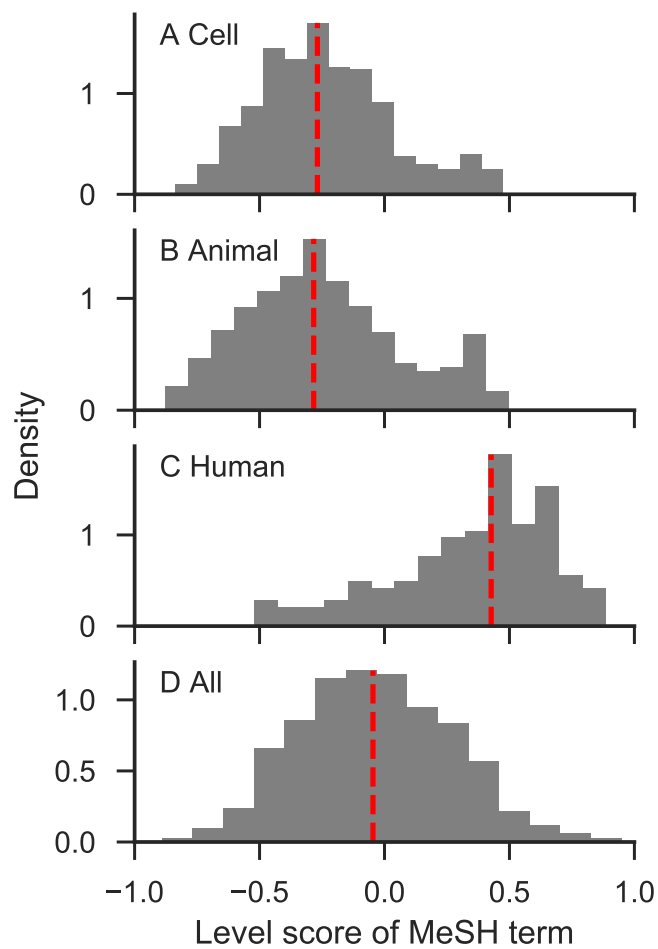 A Cell
1
0
B Animal
1
0
Density
C Human
1
0
D All
1.0
0.5
0.0
−1.0 −0.5 0.0 0.5 1.0
Level score of MeSH term